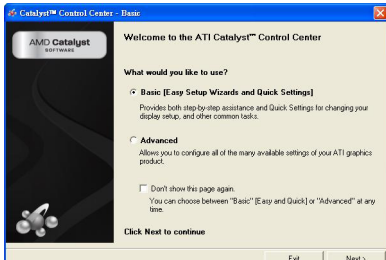 Catalyst™ Control Center - Basic
AMD Catalyst
SOFTWARE
Welcome to the ATI Catalyst™ Control Center
What would you like to use?
Basic [Easy Setup Wizards and Quick Settings]
Provides both step-by-step assistance and Quick Settings for changing your
display setup, and other common tasks.
Advanced
Allows you to configure all of the many available settings of your ATI graphics
product.
Don't show this page again.
You can choose between "Basic" [Easy and Quick] or "Advanced" at any
time.
Click Next to continue
Exit
Next >